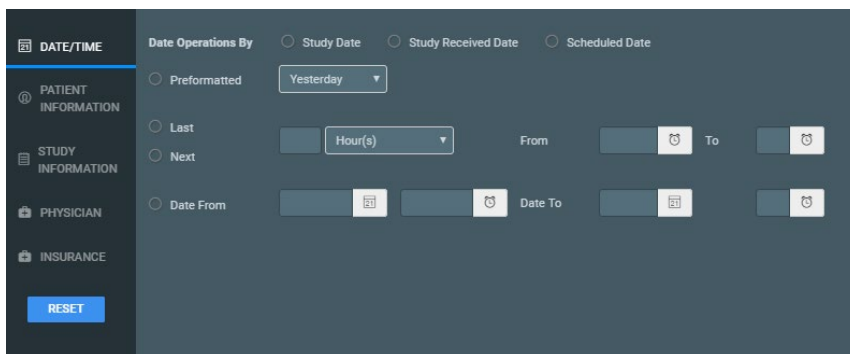 DATE/TIME
PATIENT
INFORMATION
STUDY
INFORMATION
PHYSICIAN
INSURANCE
RESET
Date Operations By Study Date Study Received Date Scheduled Date
Preformatted Yesterday
Last
Hour(s) From To
Next
Date From Date To